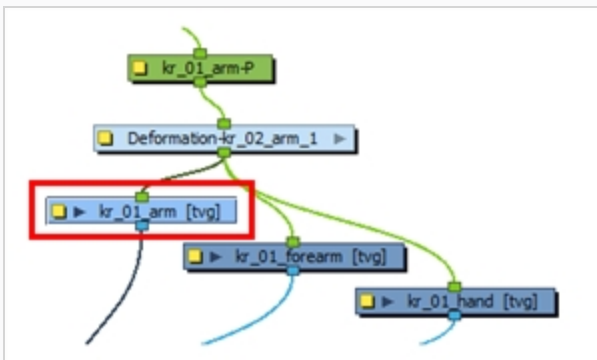 kr_01_arm-P
Deformation-kr_02_arm_1
kr_01_arm [tvg]
kr_01_forearm [tvg]
kr_01_hand [tvg]